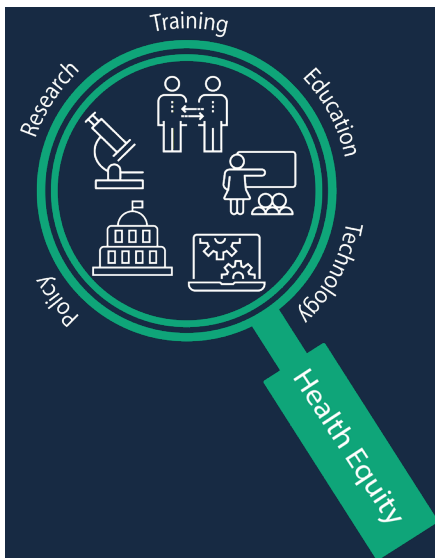 Training
Research
Education
Policy
Technology
Health Equity